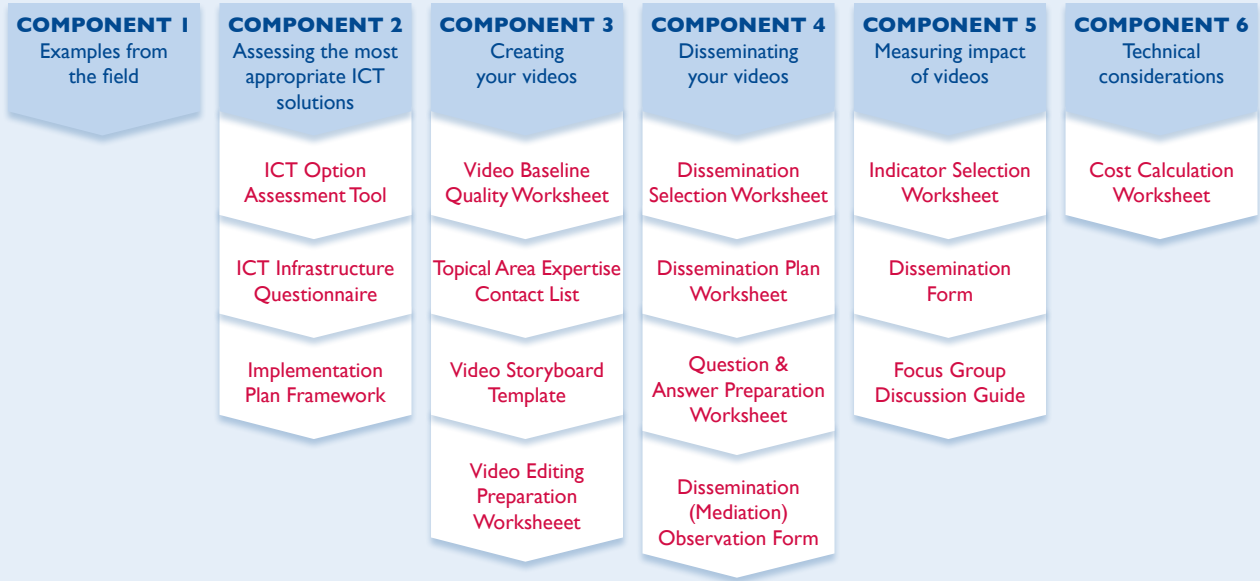 COMPONENT 1
Examples from
the field
COMPONENT 2
Assessing the most
appropriate ICT
solutions
ICT Option
Assessment Tool
ICT Infrastructure
Questionnaire
Implementation
Plan Framework
COMPONENT 3
Creating
your videos
Video Baseline
Quality Worksheet
Topical Area Expertise
Contact List
Video Storyboard
Template
Video Editing
Preparation
Worksheeet
COMPONENT 4
Disseminating
your videos
Dissemination
Selection Worksheet
Dissemination Plan
Worksheet
Question &
Answer Preparation
Worksheet
Dissemination
(Mediation)
Observation Form
COMPONENT 5
Measuring impact
of videos
Indicator Selection
Worksheet
Dissemination
Form
Focus Group
Discussion Guide
COMPONENT 6
Technical
considerations
Cost Calculation
Worksheet